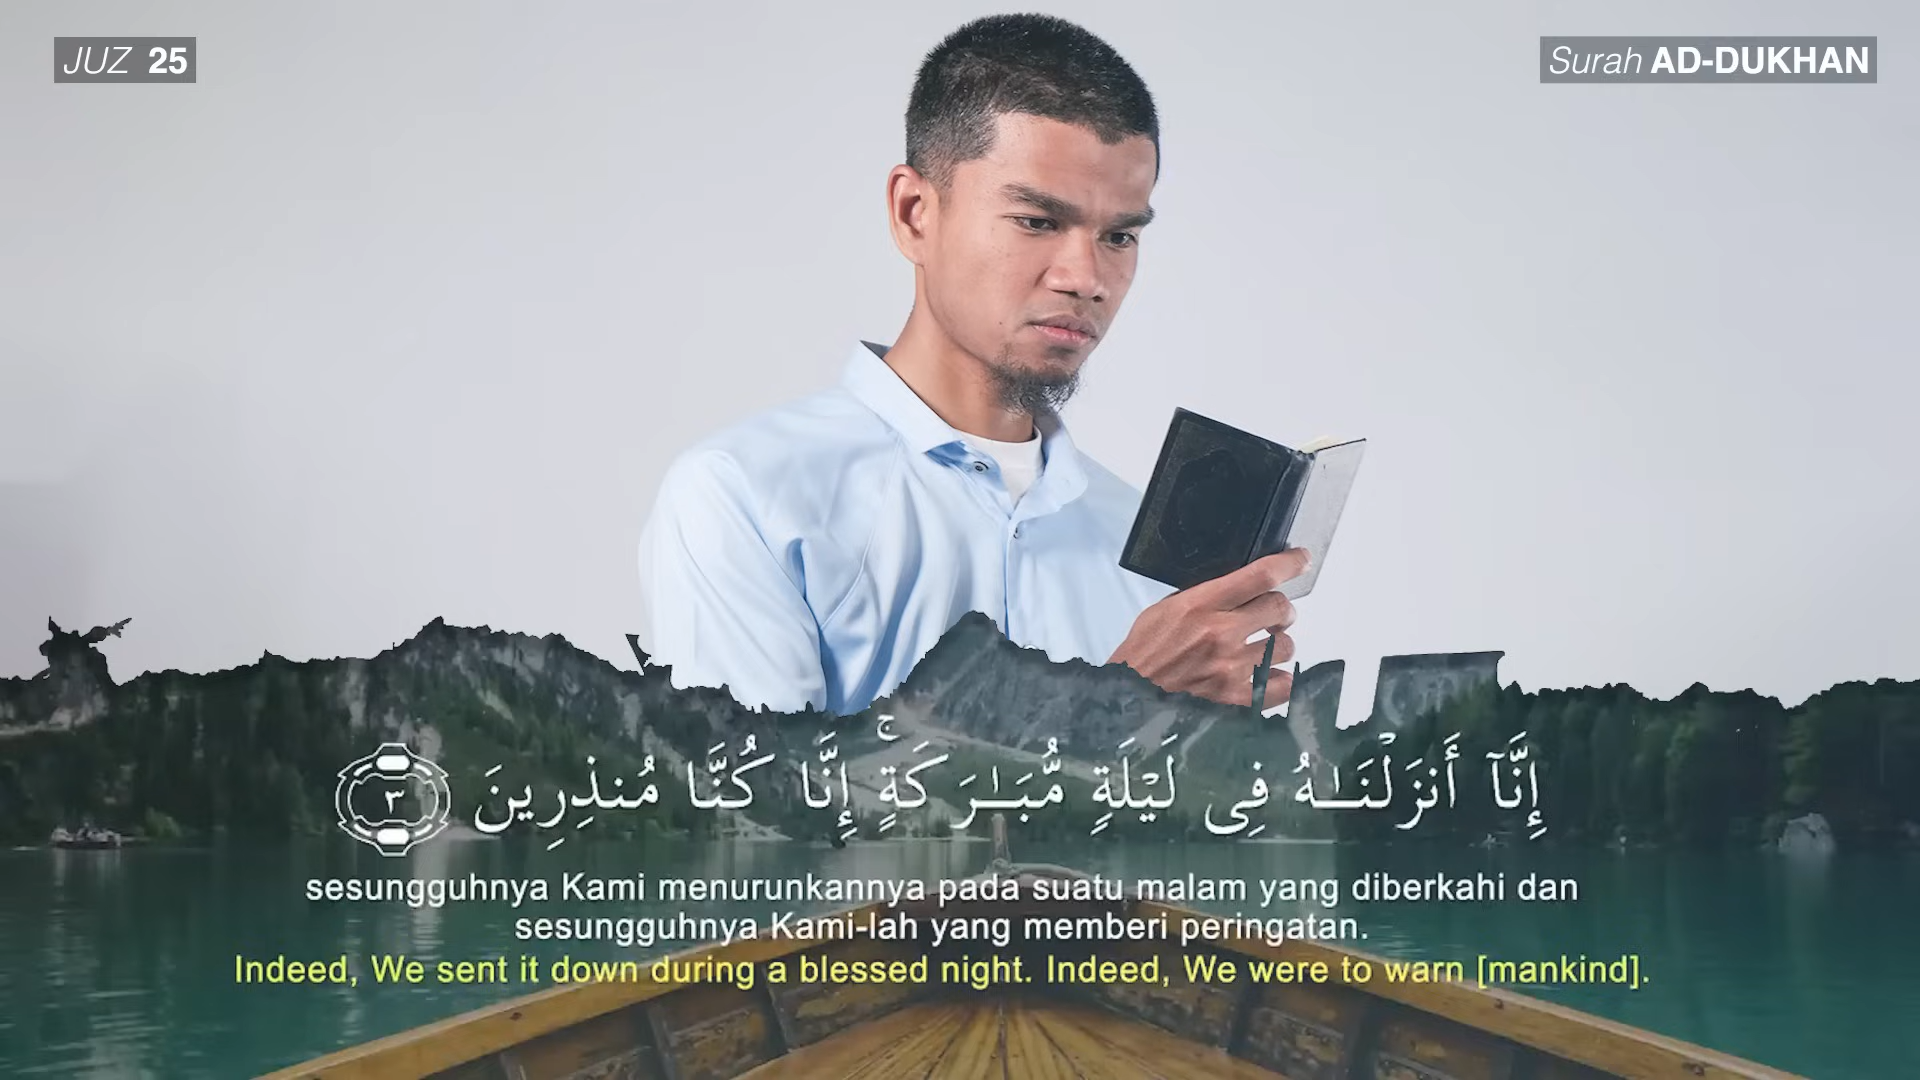 JUZ 25
Surah AD-DUKHAN
إِنَّآ أَنزَلْنَـٰهُ فِى لَيْلَةٍ مُّبَـٰرَكَةٍ ۚ إِنَّا كُنَّا مُنذِرِينَ ٣
sesungguhnya Kami menurunkannya pada suatu malam yang diberkahi dan
sesungguhnya Kami-lah yang memberi peringatan.
Indeed, We sent it down during a blessed night. Indeed, We were to warn [mankind].